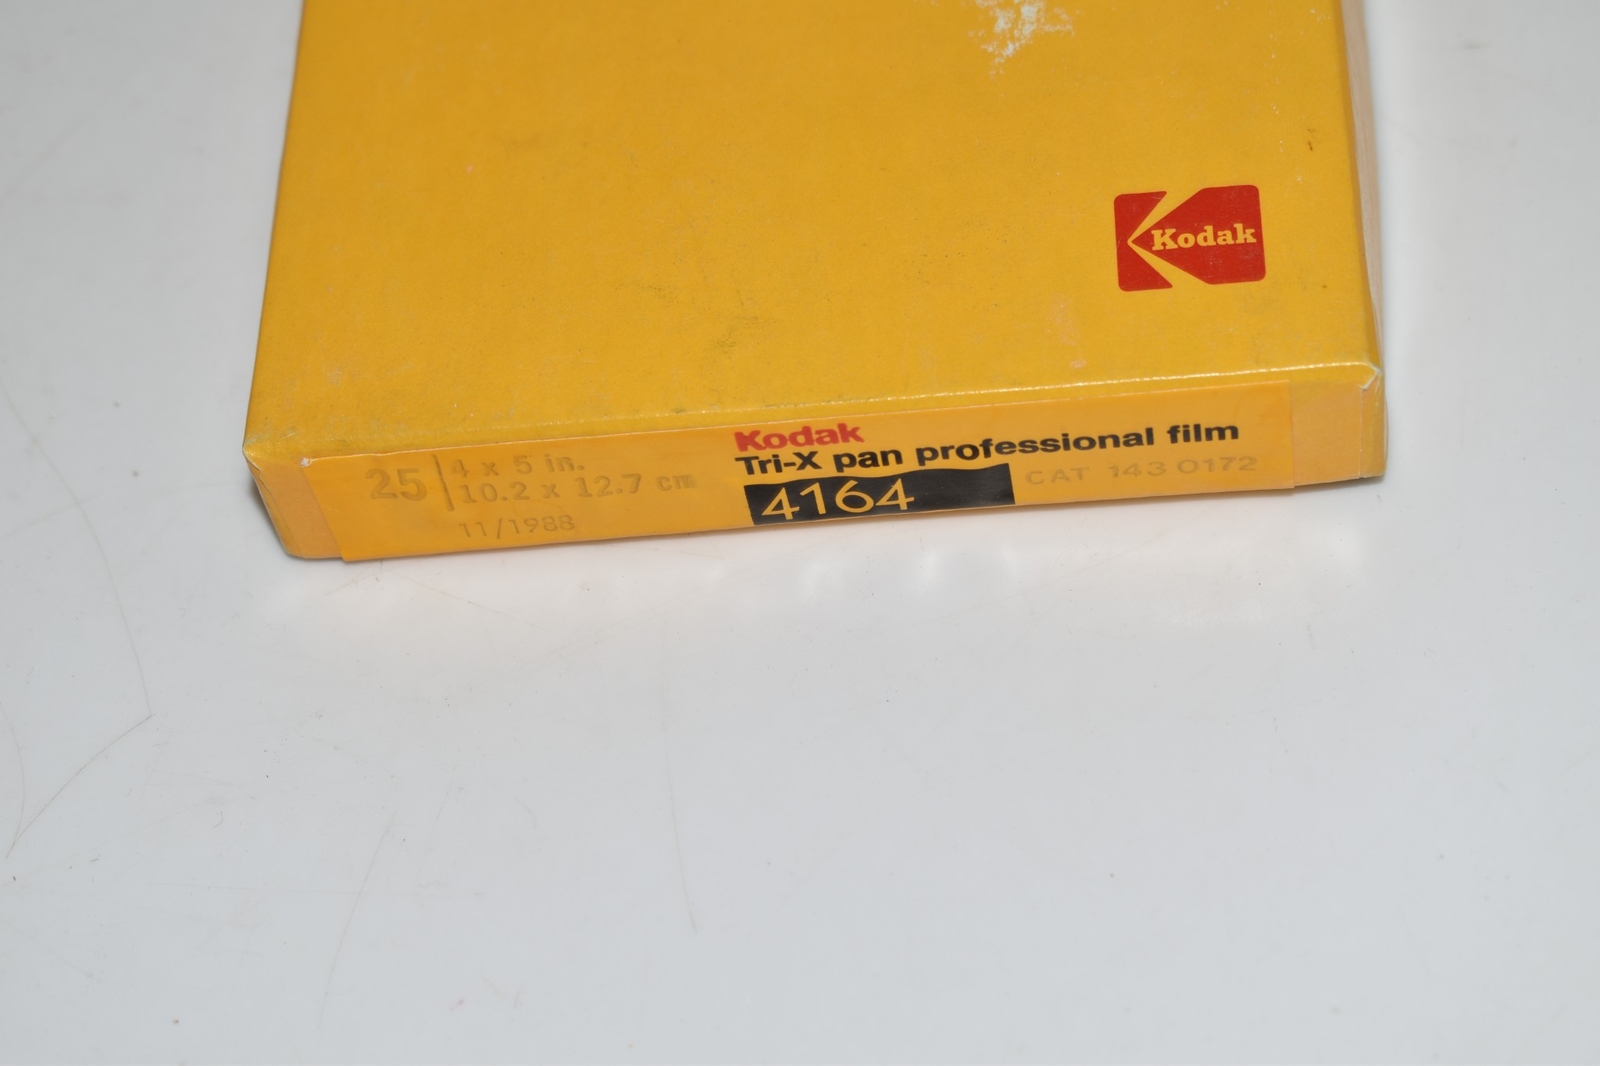 Kodak
Kodak
Tri-X pan professional film
4164
CAT 143 0172
25
4 x 5 in.
10.2 x 12.7 cm
11/1988